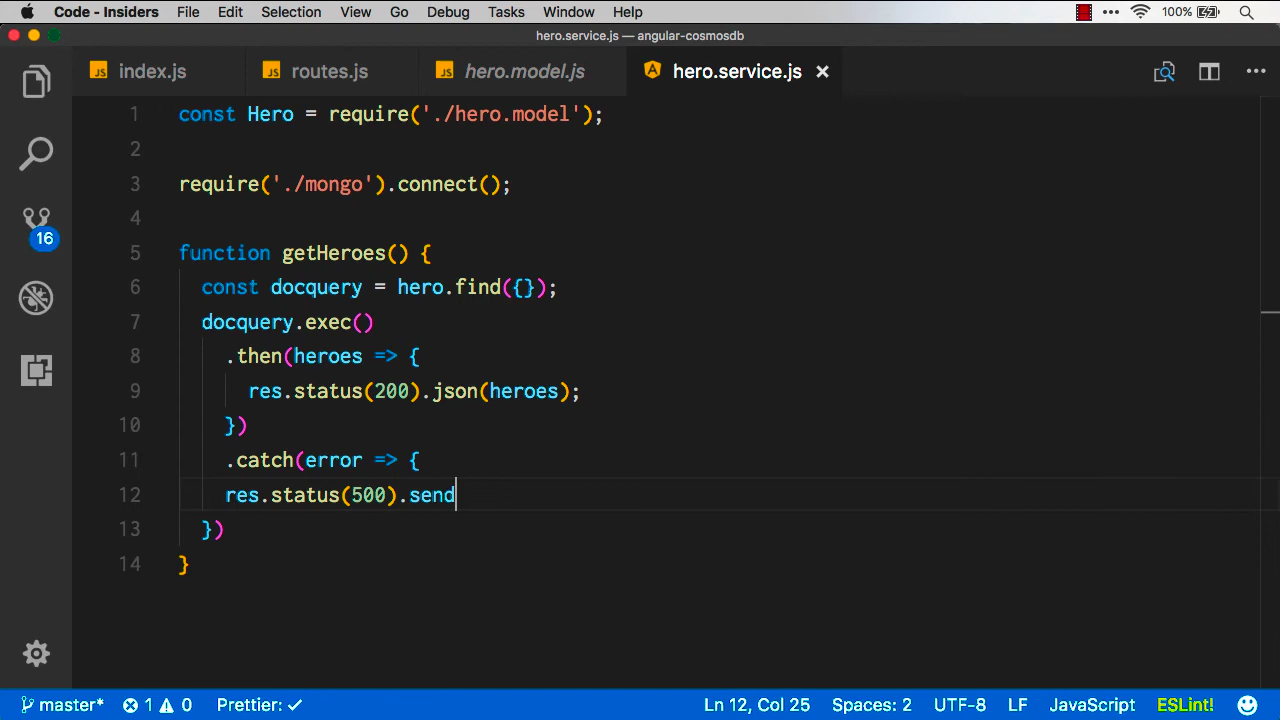 Code - Insiders File Edit Selection View Go Debug Tasks Window Help 100%
hero.service.js — angular-cosmosdb
JS index.js JS routes.js JS hero.model.js hero.service.js
1 const Hero = require('./hero.model');
2
3 require('./mongo').connect();
4
5 function getHeroes() {
6 const docquery = hero.find({});
7 docquery.exec()
8 .then(heroes => {
9 res.status(200).json(heroes);
10 })
11 .catch(error => {
12 res.status(500).send
13 })
14 }
16
master* 1 0 Prettier: ✓ Ln 12, Col 25 Spaces: 2 UTF-8 LF JavaScript ESLint!